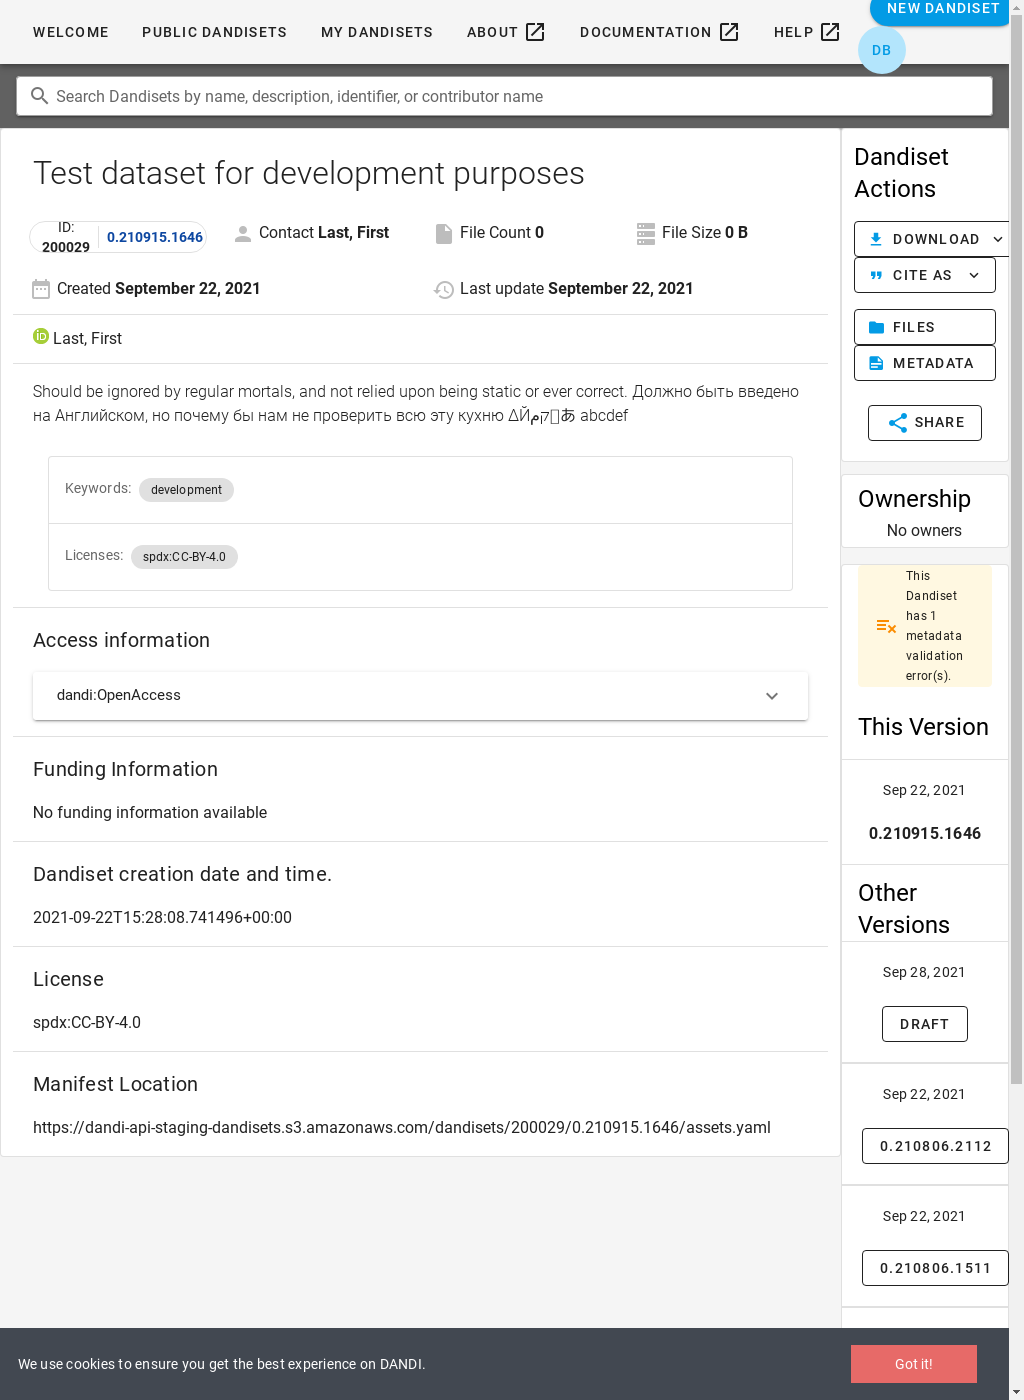 WELCOME
PUBLIC DANDISETS
MY DANDISETS
ABOUT
DOCUMENTATION
HELP
NEW DANDISET
DB
Search Dandisets by name, description, identifier, or contributor name
Test dataset for development purposes
ID:
200029
0.210915.1646
Contact Last, First
File Count 0
File Size 0 B
Created September 22, 2021
Last update September 22, 2021
iD Last, First
Should be ignored by regular mortals, and not relied upon being static or ever correct. Должно быть введено
на Английском, но почему бы нам не проверить всю эту кухню abcdef
Keywords: development
Licenses: spdx:CC-BY-4.0
Access information
dandi:OpenAccess
Funding Information
No funding information available
Dandiset creation date and time.
2021-09-22T15:28:08.741496+00:00
License
spdx:CC-BY-4.0
Manifest Location
https://dandi-api-staging-dandisets.s3.amazonaws.com/dandisets/200029/0.210915.1646/assets.yaml
Dandiset
Actions
DOWNLOAD
CITE AS
FILES
METADATA
SHARE
Ownership
No owners
This
Dandiset
has 1
metadata
validation
error(s).
This Version
Sep 22, 2021
0.210915.1646
Other
Versions
Sep 28, 2021
DRAFT
Sep 22, 2021
0.210806.2112
Sep 22, 2021
0.210806.1511
We use cookies to ensure you get the best experience on DANDI.
Got it!